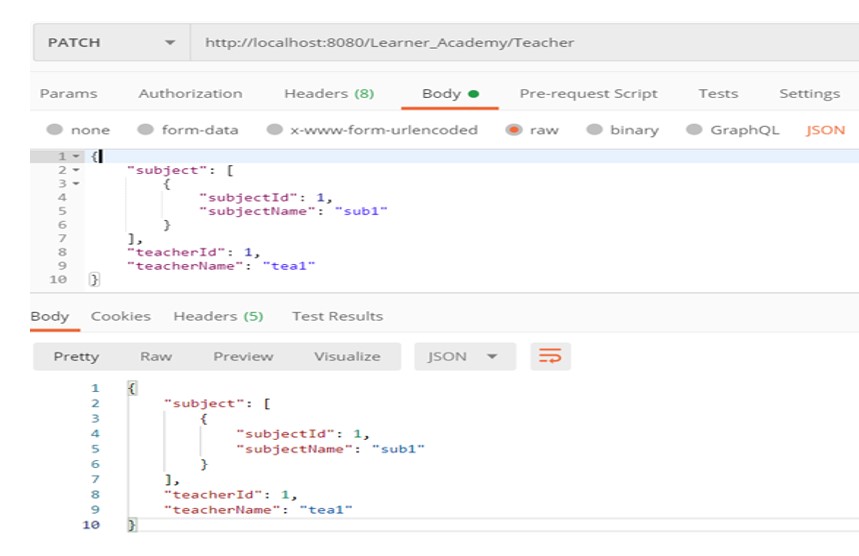 PATCH http://localhost:8080/Learner_Academy/Teacher
Params Authorization Headers (8) Body Pre-request Script Tests Settings
none form-data x-www-form-urlencoded raw binary GraphQL JSON
1 {
2 "subject": [
3 {
4 "subjectId": 1,
5 "subjectName": "sub1"
6 }
7 ],
8 "teacherId": 1,
9 "teacherName": "tea1"
10 }
Body Cookies Headers (5) Test Results
Pretty Raw Preview Visualize JSON
1 {
2 "subject": [
3 {
4 "subjectId": 1,
5 "subjectName": "sub1"
6 }
7 ],
8 "teacherId": 1,
9 "teacherName": "tea1"
10 }